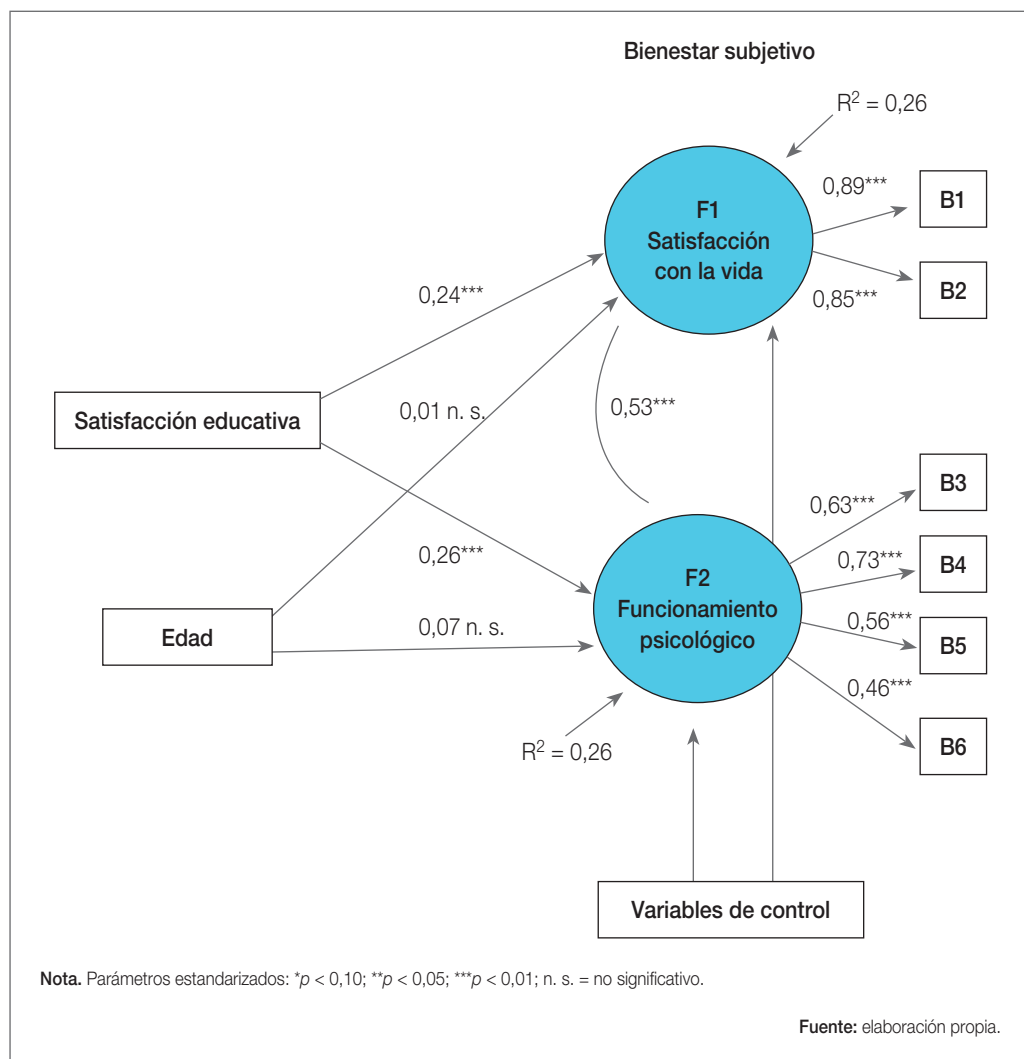 Bienestar subjetivo
R² = 0,26
0,89***
B1
F1
Satisfacción
con la vida
B2
0,85***
0,24***
Satisfacción educativa
0,01 n. s.
0,53***
B3
0,63***
0,26***
F2
Funcionamiento
psicológico
0,73***
B4
Edad
0,07 n. s.
0,56***
B5
0,46***
R² = 0,26
B6
Variables de control
Nota. Parámetros estandarizados: *p < 0,10; **p < 0,05; ***p < 0,01; n. s. = no significativo.
Fuente: elaboración propia.